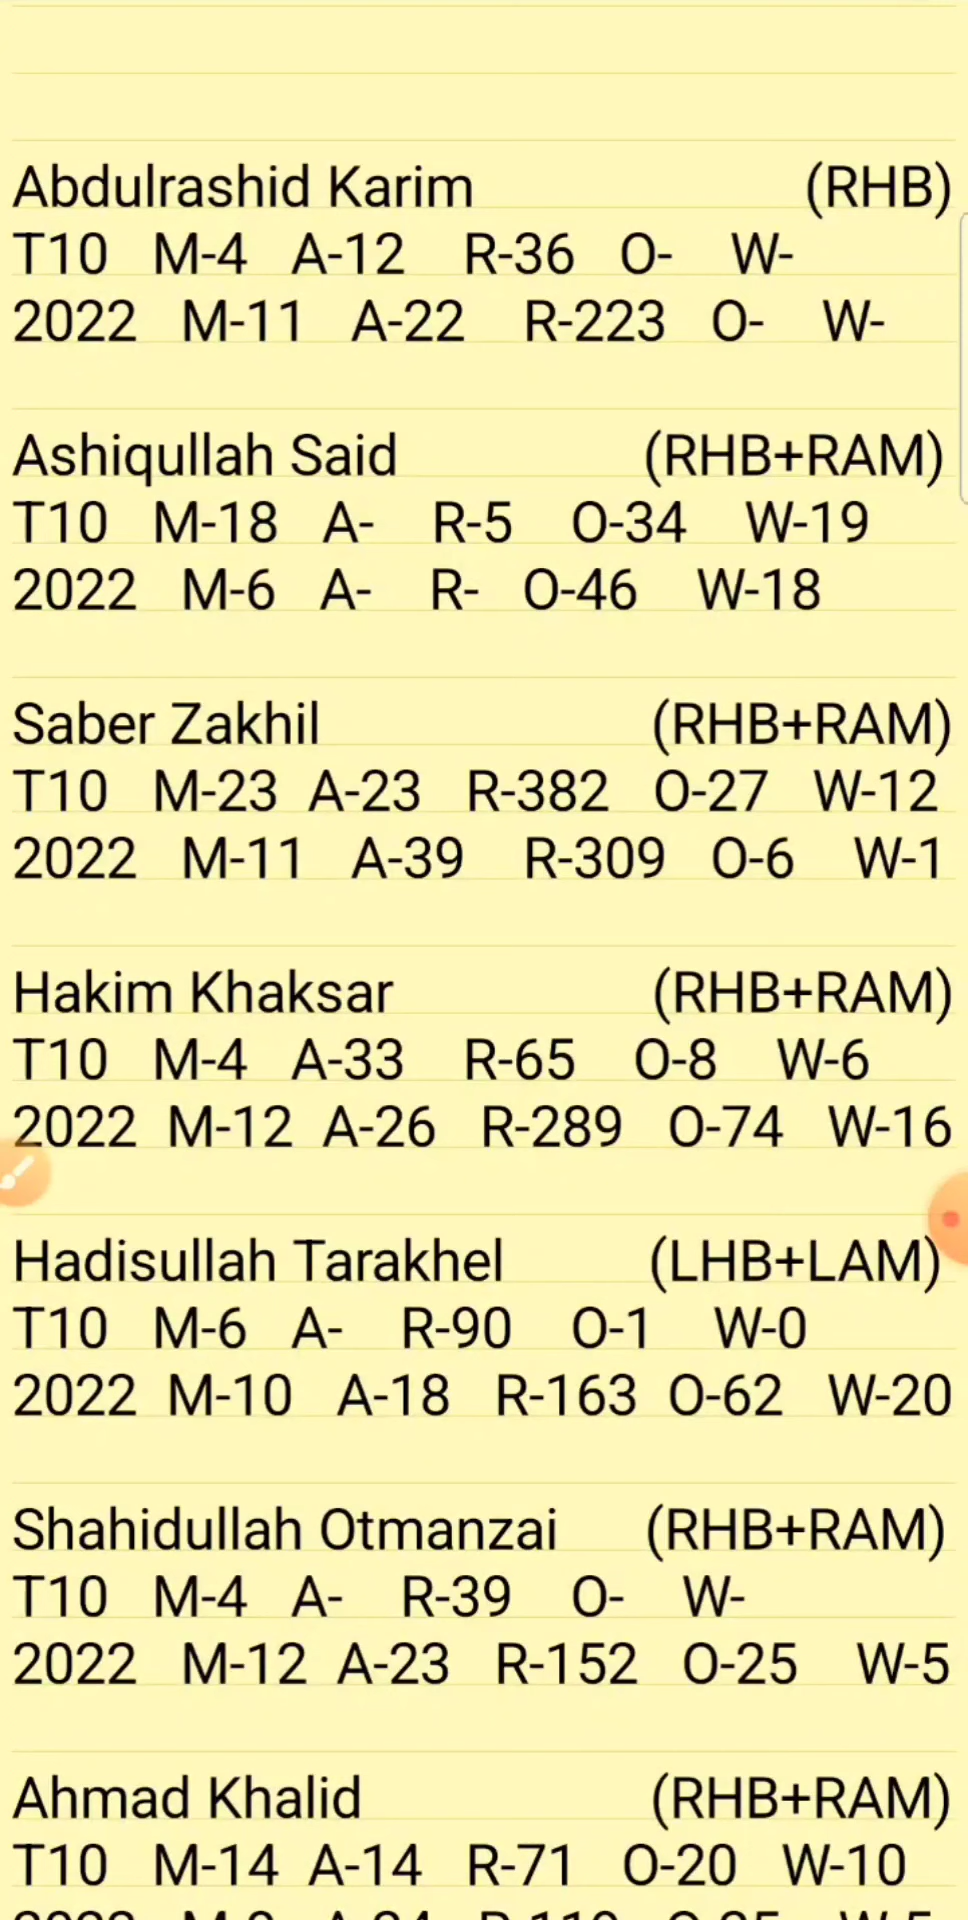 Abdulrashid Karim (RHB)
T10 M-4 A-12 R-36 O- W-
2022 M-11 A-22 R-223 O- W-
Ashiqullah Said (RHB+RAM)
T10 M-18 A- R-5 O-34 W-19
2022 M-6 A- R- O-46 W-18
Saber Zakhil (RHB+RAM)
T10 M-23 A-23 R-382 O-27 W-12
2022 M-11 A-39 R-309 O-6 W-1
Hakim Khaksar (RHB+RAM)
T10 M-4 A-33 R-65 O-8 W-6
2022 M-12 A-26 R-289 O-74 W-16
Hadisullah Tarakhel (LHB+LAM)
T10 M-6 A- R-90 O-1 W-0
2022 M-10 A-18 R-163 O-62 W-20
Shahidullah Otmanzai (RHB+RAM)
T10 M-4 A- R-39 O- W-
2022 M-12 A-23 R-152 O-25 W-5
Ahmad Khalid (RHB+RAM)
T10 M-14 A-14 R-71 O-20 W-10